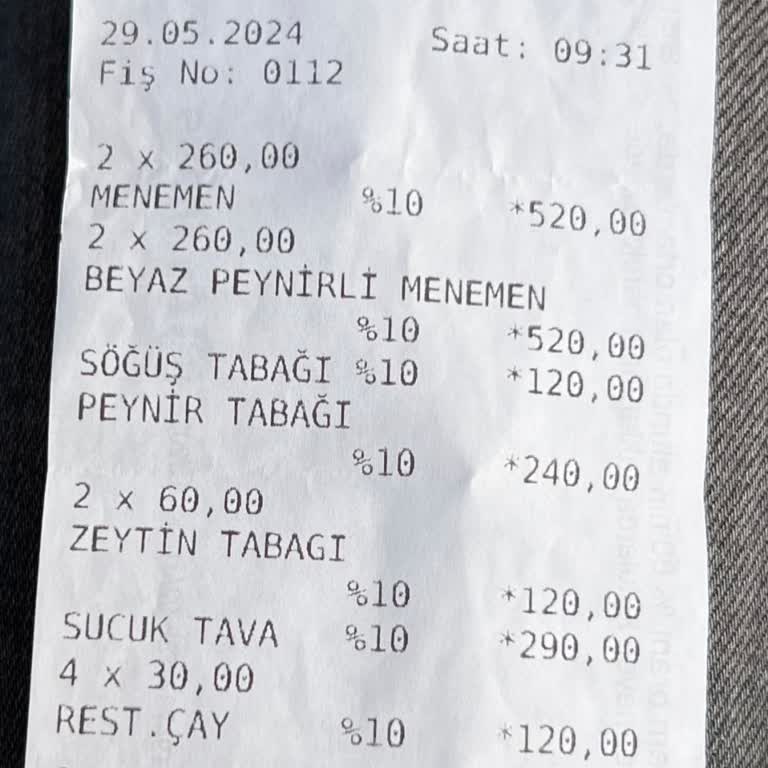 29.05.2024 Saat: 09:31
Fiş No: 0112
2 x 260,00
MENEMEN %10 *520,00
2 x 260,00
BEYAZ PEYNİRLİ MENEMEN
%10 *520,00
SÖĞÜŞ TABAĞI %10 *120,00
PEYNİR TABAĞI
%10 *240,00
2 x 60,00
ZEYTİN TABAGI
%10 *120,00
SUCUK TAVA %10 *290,00
4 x 30,00
REST.ÇAY %10 *120,00